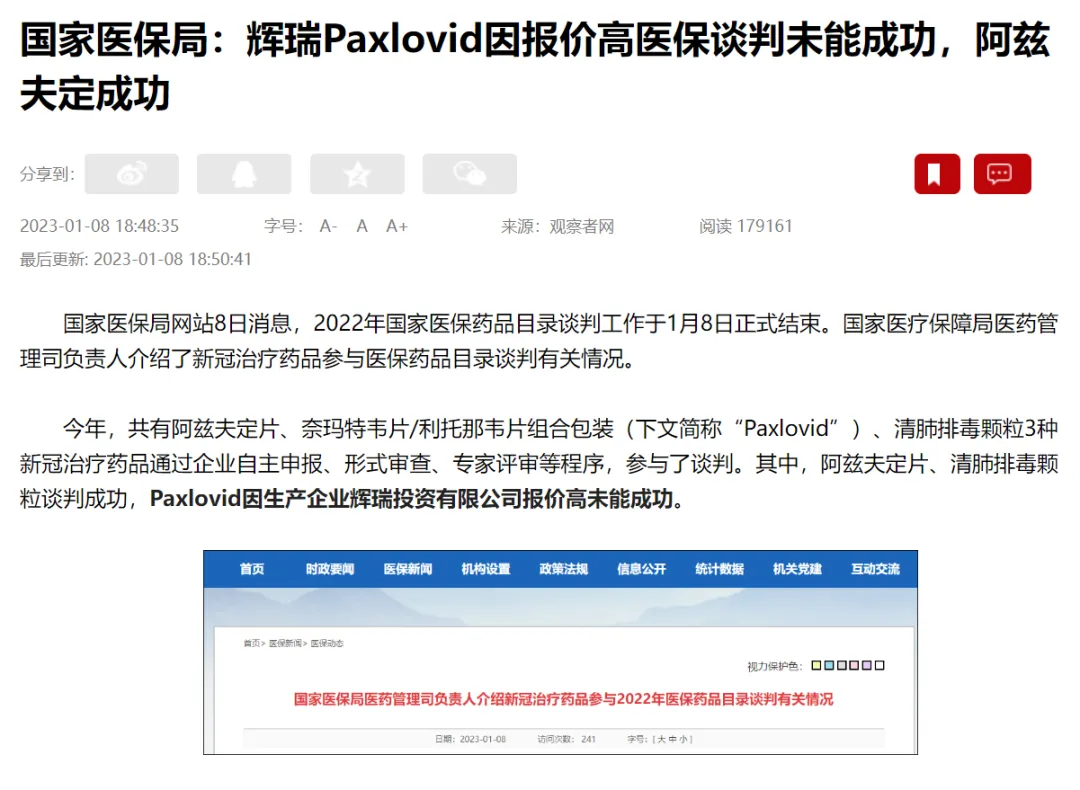 国家医保局：辉瑞Paxlovid因报价高医保谈判未能成功，阿兹
夫定成功
分享到：
2023-01-08 18:48:35 字号： A- A A+ 来源：观察者网 阅读 179161
最后更新: 2023-01-08 18:50:41
国家医保局网站8日消息，2022年国家医保药品目录谈判工作于1月8日正式结束。国家医疗保障局医药管
理司负责人介绍了新冠治疗药品参与医保药品目录谈判有关情况。
今年，共有阿兹夫定片、奈玛特韦片/利托那韦片组合包装（下文简称“Paxlovid”）、清肺排毒颗粒3种
新冠治疗药品通过企业自主申报、形式审查、专家评审等程序，参与了谈判。其中，阿兹夫定片、清肺排毒颗
粒谈判成功，Paxlovid因生产企业辉瑞投资有限公司报价高未能成功。
首页 时政要闻 医保新闻 机构设置 政策法规 信息公开 统计数据 机关党建 互动交流
首页> 医保新闻> 医保动态
视力保护色：
国家医保局医药管理司负责人介绍新冠治疗药品参与2022年医保药品目录谈判有关情况
日期：2023-01-08 访问次数：241 字号：[ 大 中 小 ]